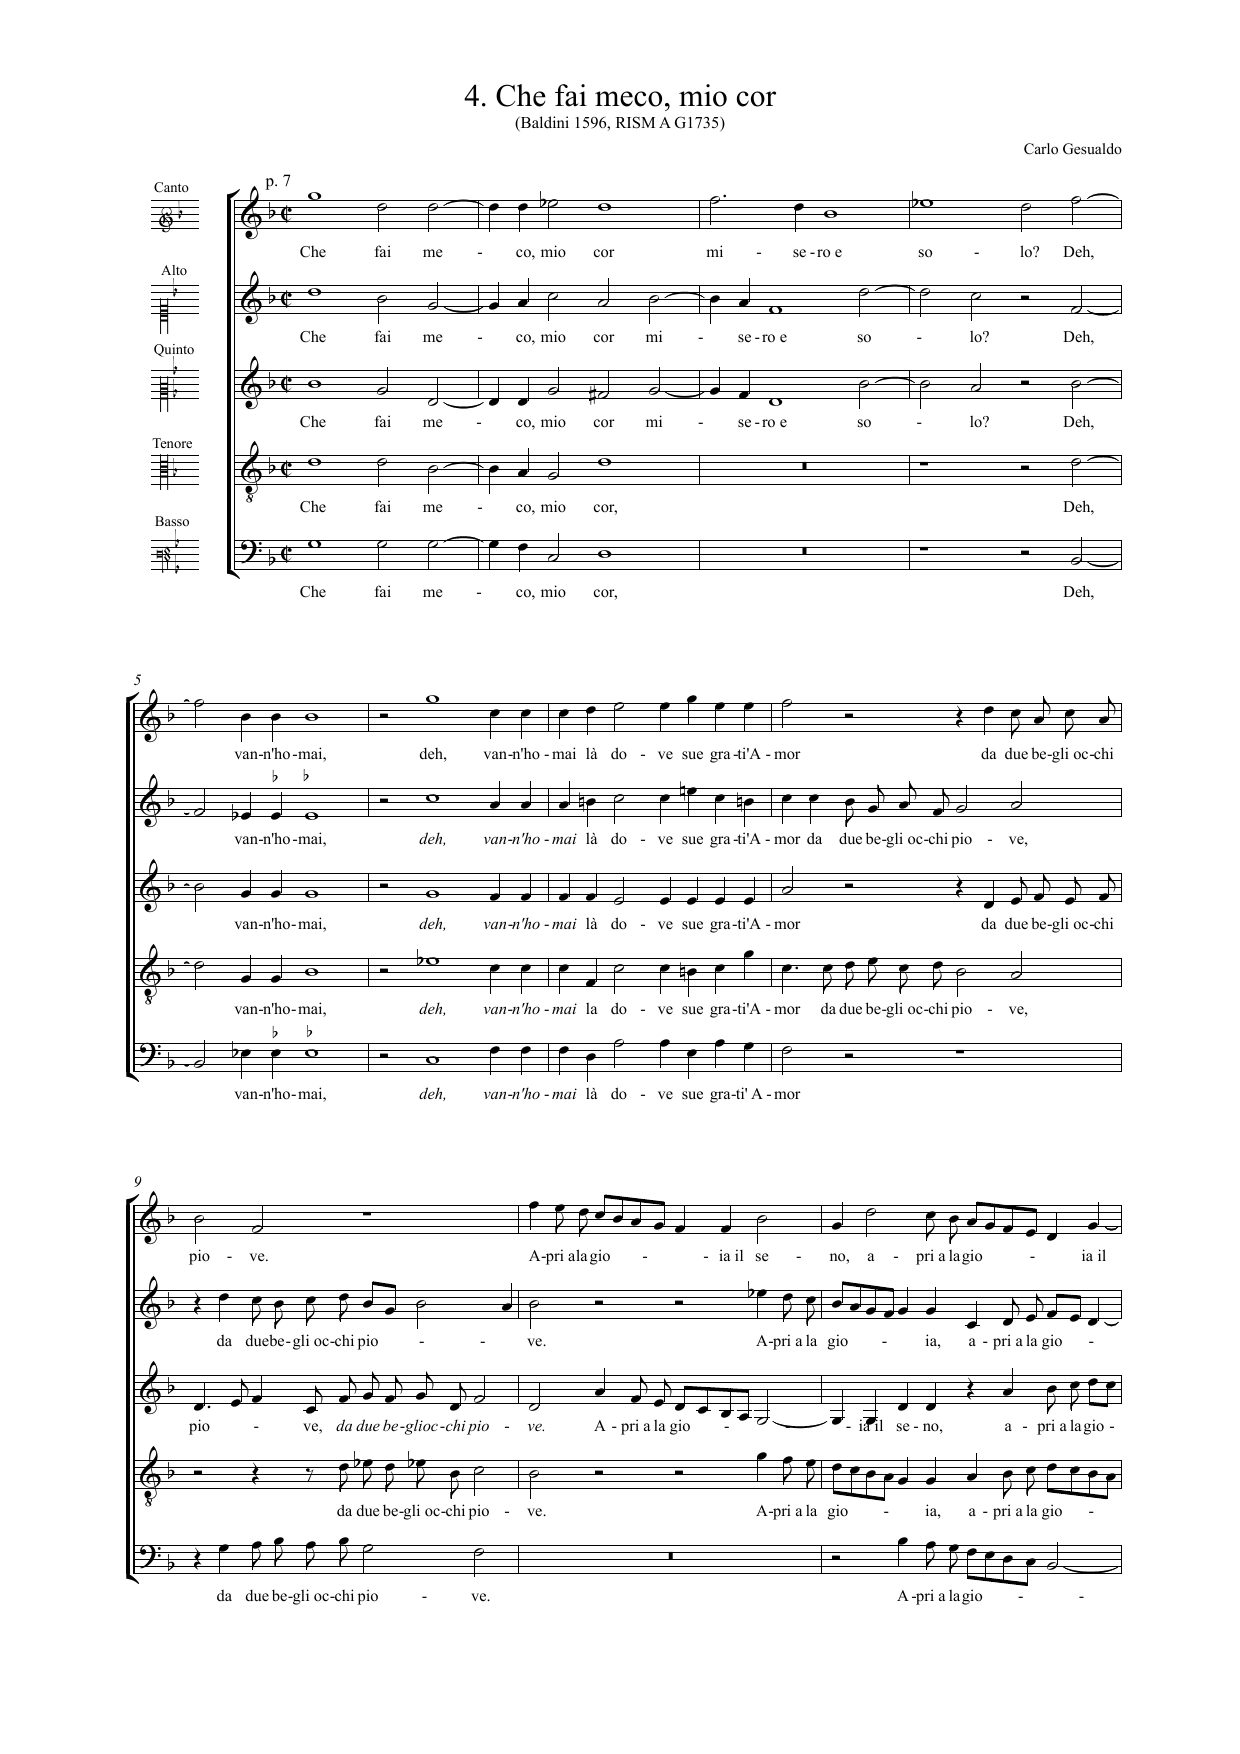 4. Che fai meco, mio cor
(Baldini 1596, RISM A G1735)
Carlo Gesualdo
p. 7
Canto
Che fai me - co, mio cor mi - se - ro e so - lo? Deh,
Alto
Che fai me - co, mio cor mi - se - ro e so - lo? Deh,
Quinto
Che fai me - co, mio cor mi - se - ro e so - lo? Deh,
Tenore
8
Che fai me - co, mio cor, Deh,
Basso
Che fai me - co, mio cor, Deh,
5
van-n'ho-mai, deh, van-n'ho-mai là do - ve sue gra-ti'A-mor da due be-gli oc-chi
van-n'ho-mai, deh, van-n'ho-mai là do - ve sue gra-ti'A-mor da due be-gli oc-chi pio - ve,
van-n'ho-mai, deh, van-n'ho-mai là do - ve sue gra-ti'A-mor da due be-gli oc-chi
8
van-n'ho-mai, deh, van-n'ho-mai la do - ve sue gra-ti'A-mor da due be-gli oc-chi pio - ve,
van-n'ho-mai, deh, van-n'ho-mai là do - ve sue gra-ti' A-mor
9
pio - ve. A-pri a la gio - - ia il se - no, a - pri a la gio - ia il
da due be-gli oc-chi pio - - ve. A-pri a la gio - ia, a-pri a la gio -
pio - ve, da due be-gli oc-chi pio - ve. A-pri a la gio - - ia il se-no, a - pri a la gio -
8
da due be-gli oc-chi pio - ve. A-pri a la gio - ia, a - pri a la gio -
da due be-gli oc-chi pio - ve. A-pri a la gio - -